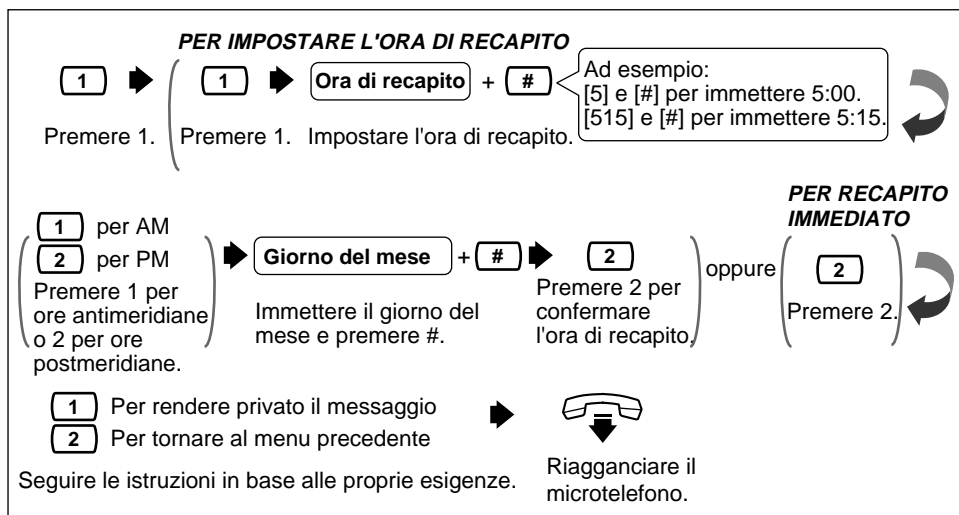 PER IMPOSTARE L'ORA DI RECAPITO
1
1
Ora di recapito + #
Ad esempio:
[5] e [#] per immettere 5:00.
[515] e [#] per immettere 5:15.
Premere 1.
Premere 1.
Impostare l'ora di recapito.
1 per AM
2 per PM
Premere 1 per
ore antimeridiane
o 2 per ore
postmeridiane.
Giorno del mese + #
Immettere il giorno del
mese e premere #.
2
Premere 2 per
confermare
l'ora di recapito.
oppure
PER RECAPITO
IMMEDIATO
2
Premere 2.
1 Per rendere privato il messaggio
2 Per tornare al menu precedente
Seguire le istruzioni in base alle proprie esigenze.
Riagganciare il
microtelefono.